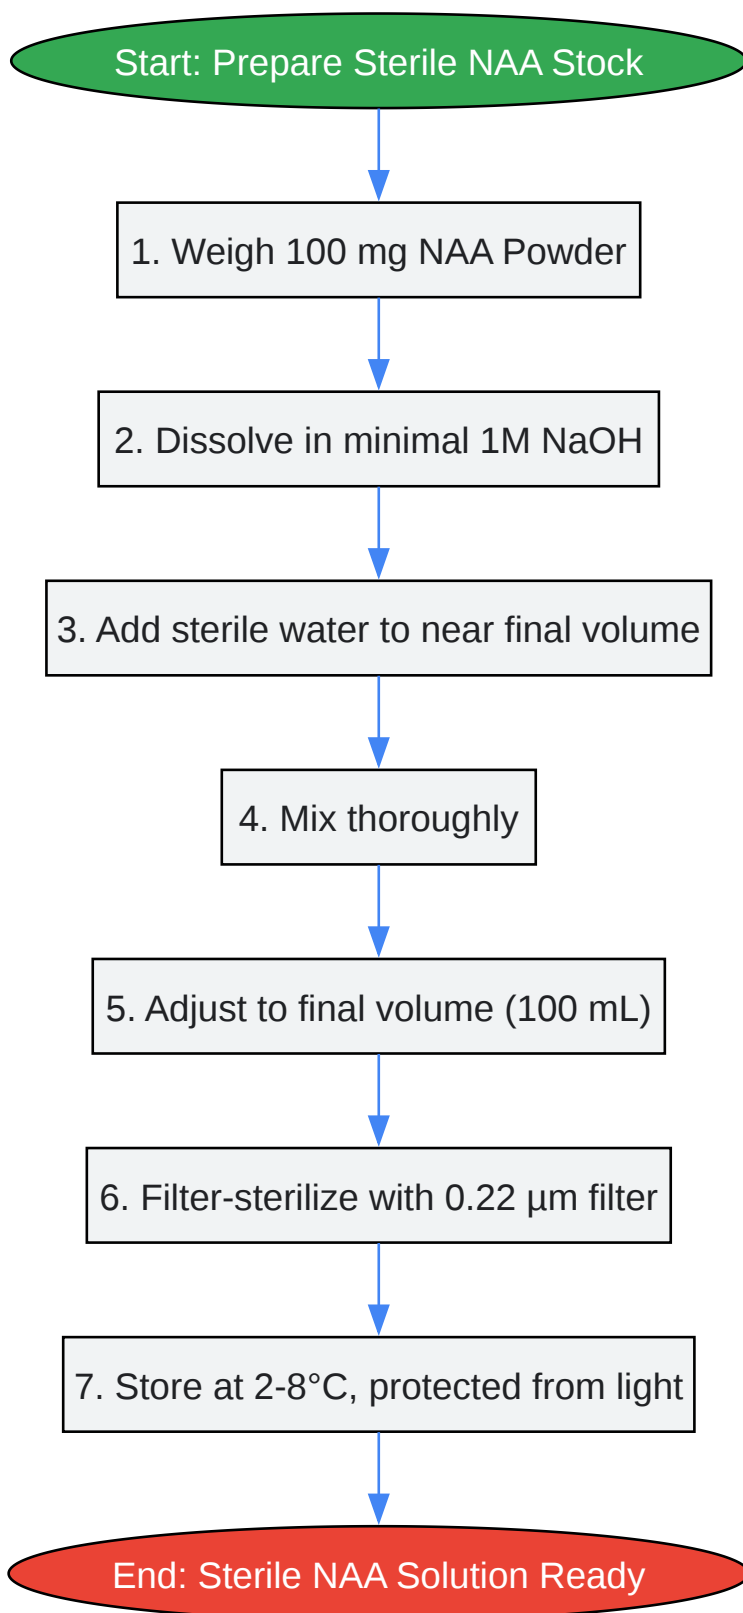 Start: Prepare Sterile NAA Stock
1. Weigh 100 mg NAA Powder
2. Dissolve in minimal 1M NaOH
3. Add sterile water to near final volume
4. Mix thoroughly
5. Adjust to final volume (100 mL)
6. Filter-sterilize with 0.22 µm filter
7. Store at 2-8°C, protected from light
End: Sterile NAA Solution Ready